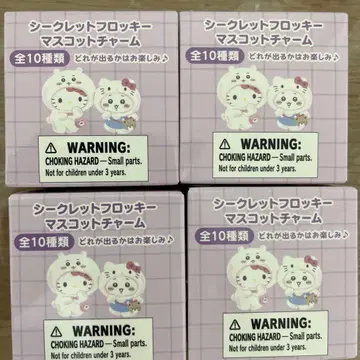 シークレットフロッキー
マスコットチャーム
全10種類 どれが出るかはお楽しみ♪
⚠ WARNING:
CHOKING HAZARD — Small parts.
Not for children under 3 years.
シークレットフロッキー
マスコットチャーム
全10種類 どれが出るかはお楽しみ♪
⚠ WARNING:
CHOKING HAZARD — Small parts.
Not for children under 3 years.
シークレットフロッキー
マスコットチャーム
全10種類 どれが出るかはお楽しみ♪
⚠ WARNING:
CHOKING HAZARD — Small parts.
Not for children under 3 years.
シークレットフロッキー
マスコットチャーム
全10種類 どれが出るかはお楽しみ♪
⚠ WARNING:
CHOKING HAZARD — Small parts.
Not for children under 3 years.